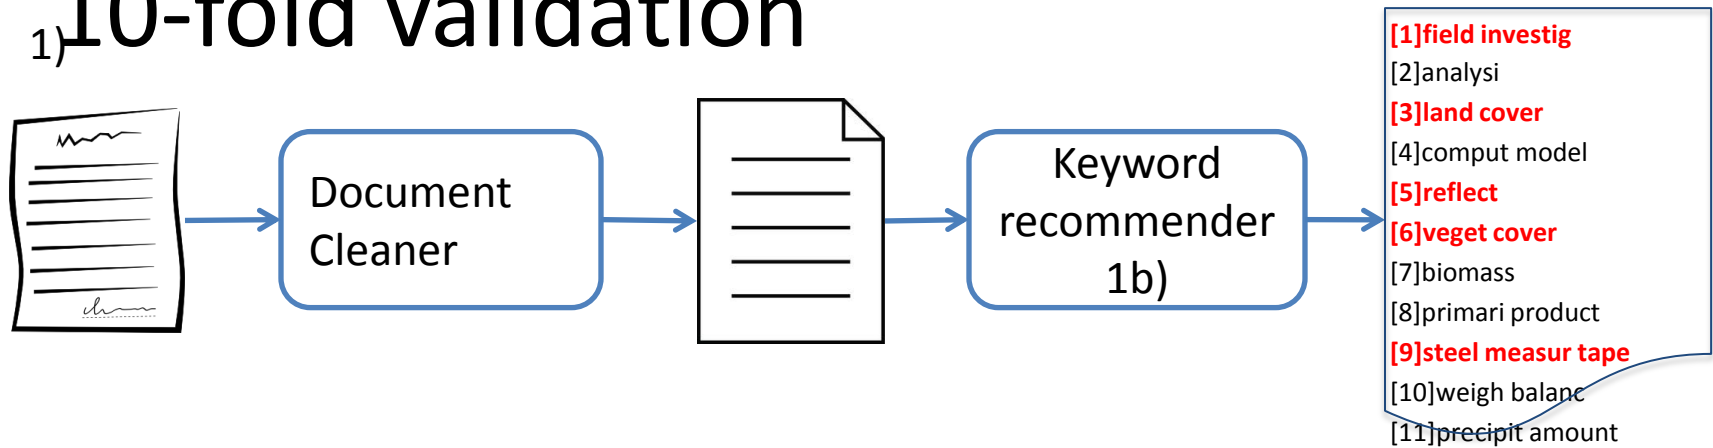 10-fold validation
1)
Document
Cleaner
Keyword
recommender
1b)
[1]field investig
[2]analysi
[3]land cover
[4]comput model
[5]reflect
[6]veget cover
[7]biomass
[8]primari product
[9]steel measur tape
[10]weigh balanc
[11]precipit amount